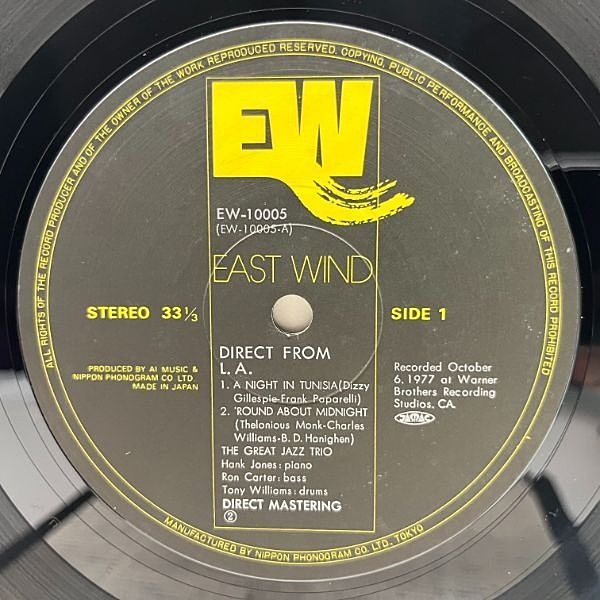 ALL RIGHTS OF THE RECORD PRODUCER AND OF THE OWNER OF THE WORK REPRODUCED RESERVED. COPYING, PUBLIC PERFORMANCE AND BROADCASTING OF THIS RECORD PROHIBITED
EW
EW-10005
(EW-10005-A)
EAST WIND
STEREO 33 1/3
SIDE 1
PRODUCED BY AI MUSIC &
NIPPON PHONOGRAM CO. LTD.
MADE IN JAPAN
DIRECT FROM
L. A.
1. A NIGHT IN TUNISIA(Dizzy
Gillespie-Frank Paparelli)
2. 'ROUND ABOUT MIDNIGHT
(Thelonious Monk-Charles
Williams-B. D. Hanighen)
THE GREAT JAZZ TRIO
Hank Jones: piano
Ron Carter: bass
Tony Williams: drums
DIRECT MASTERING
②
Recorded October
6, 1977 at Warner
Brothers Recording
Studios, CA.
JASRAC
MANUFACTURED BY NIPPON PHONOGRAM CO. LTD., TOKYO